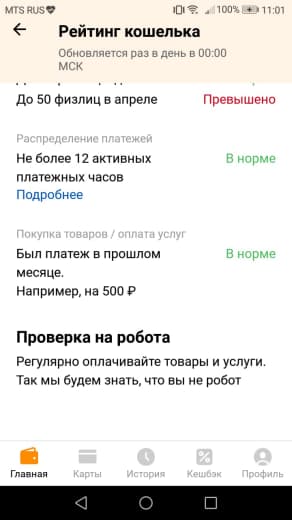 MTS RUS
100% 11:01
Рейтинг кошелька
Обновляется раз в день в 00:00
МСК
До 50 физлиц в апреле Превышено
Распределение платежей
Не более 12 активных В норме
платежных часов
Подробнее
Покупка товаров / оплата услуг
Был платеж в прошлом В норме
месяце.
Например, на 500 ₽
Проверка на робота
Регулярно оплачивайте товары и услуги.
Так мы будем знать, что вы не робот
Главная Карты История Кешбэк Профиль